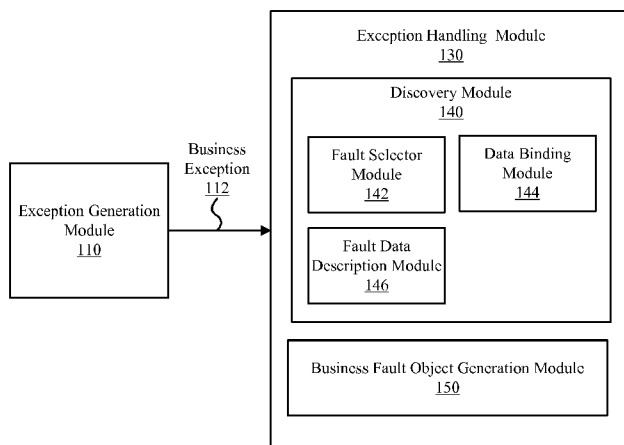 Exception Handling Module
130
Discovery Module
140
Fault Selector
Module
142
Data Binding
Module
144
Fault Data
Description Module
146
Business Fault Object Generation Module
150
Business
Exception
112
Exception Generation
Module
110